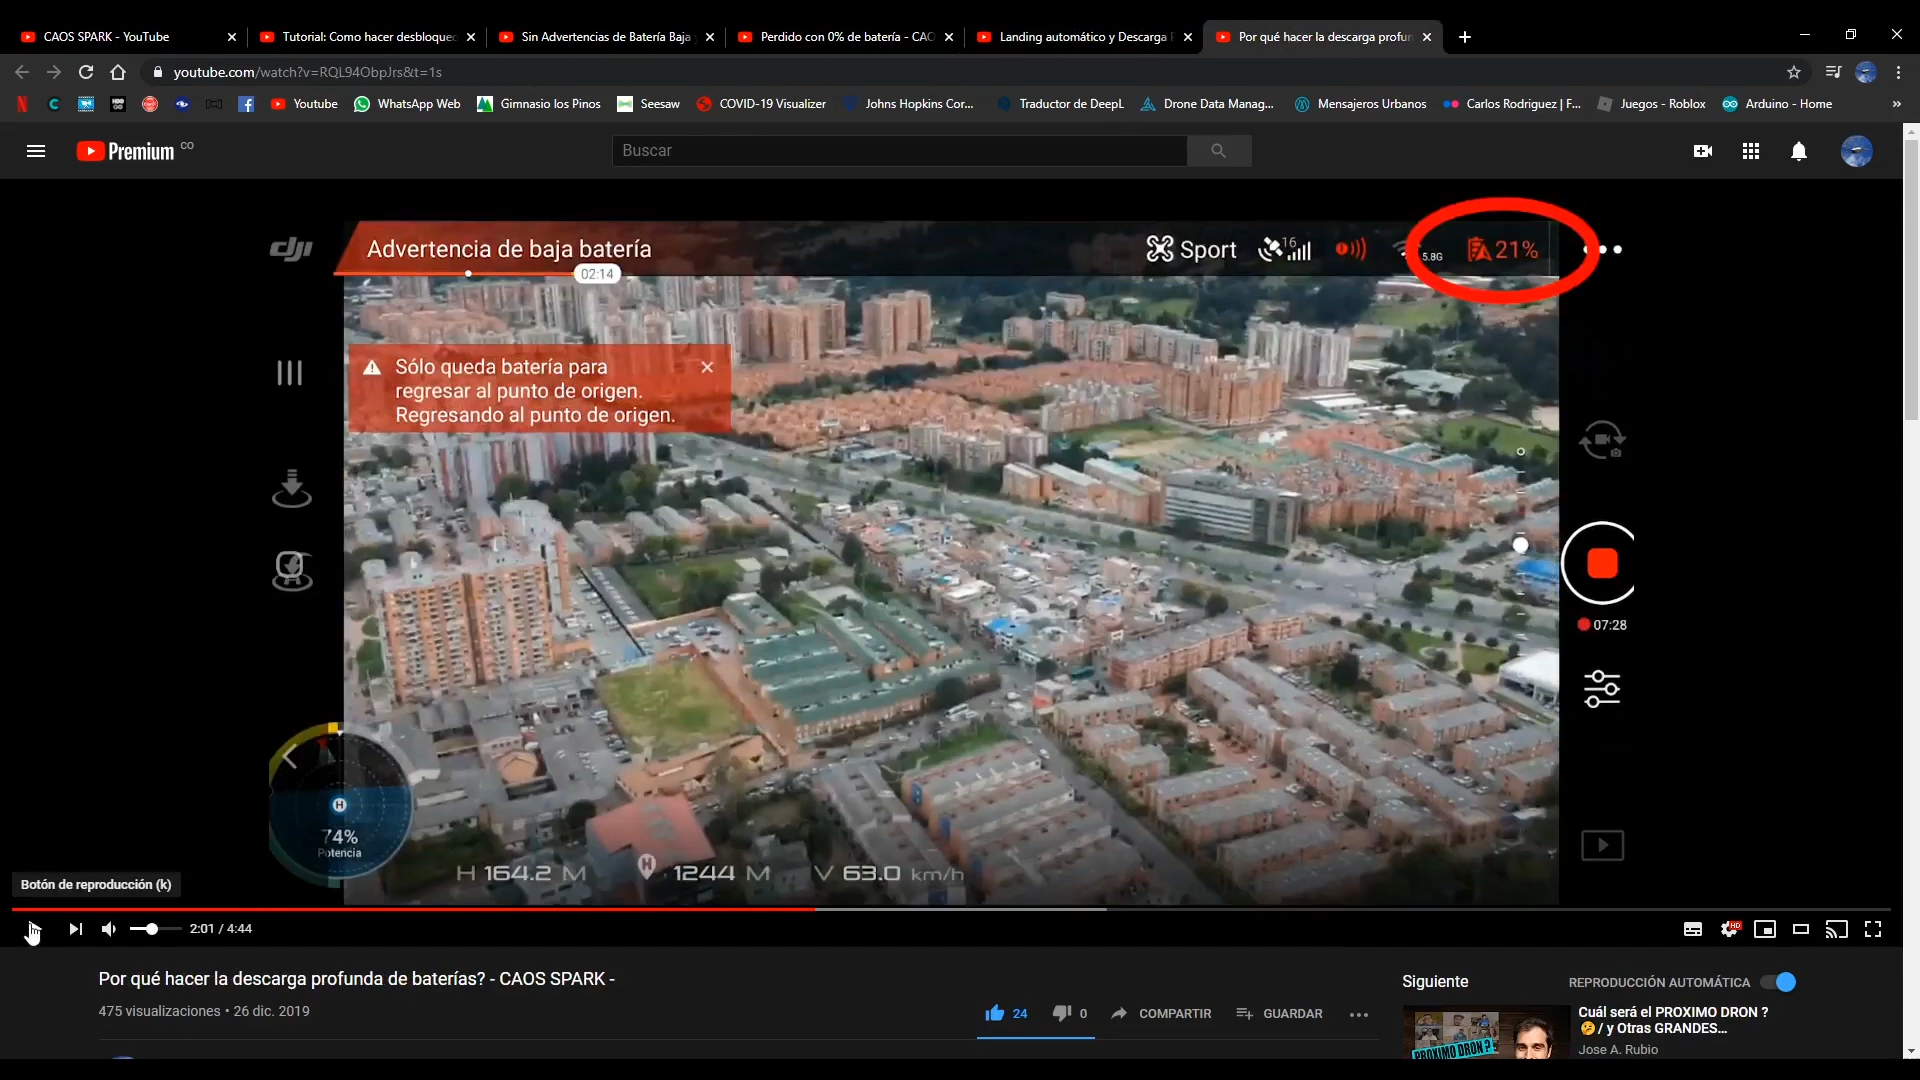 CAOS SPARK - YouTube
Tutorial: Como hacer desbloqueo
Sin Advertencias de Batería Baja
Perdido con 0% de batería - CAO
Landing automático y Descarga
Por qué hacer la descarga profun
youtube.com/watch?v=RQL94ObpJrs&t=1s
Youtube
WhatsApp Web
Gimnasio los Pinos
Seesaw
COVID-19 Visualizer
Johns Hopkins Cor...
Traductor de DeepL
Drone Data Manag...
Mensajeros Urbanos
Carlos Rodriguez | F...
Juegos - Roblox
Arduino - Home
»
Premium CO
Buscar
dji
Advertencia de baja batería
Sport
16
5.8G
21%
02:14
Sólo queda batería para
regresar al punto de origen.
Regresando al punto de origen.
07:28
H
74%
Potencia
H 164.2 M
H 1244 M
V 63.0 km/h
Botón de reproducción (k)
2:01 / 4:44
HD
Por qué hacer la descarga profunda de baterías? - CAOS SPARK -
475 visualizaciones • 26 dic. 2019
24
0
COMPARTIR
GUARDAR
Siguiente
REPRODUCCIÓN AUTOMÁTICA
PROXIMO DRON ?
Cuál será el PROXIMO DRON ?
🤔/ y Otras GRANDES...
Jose A. Rubio